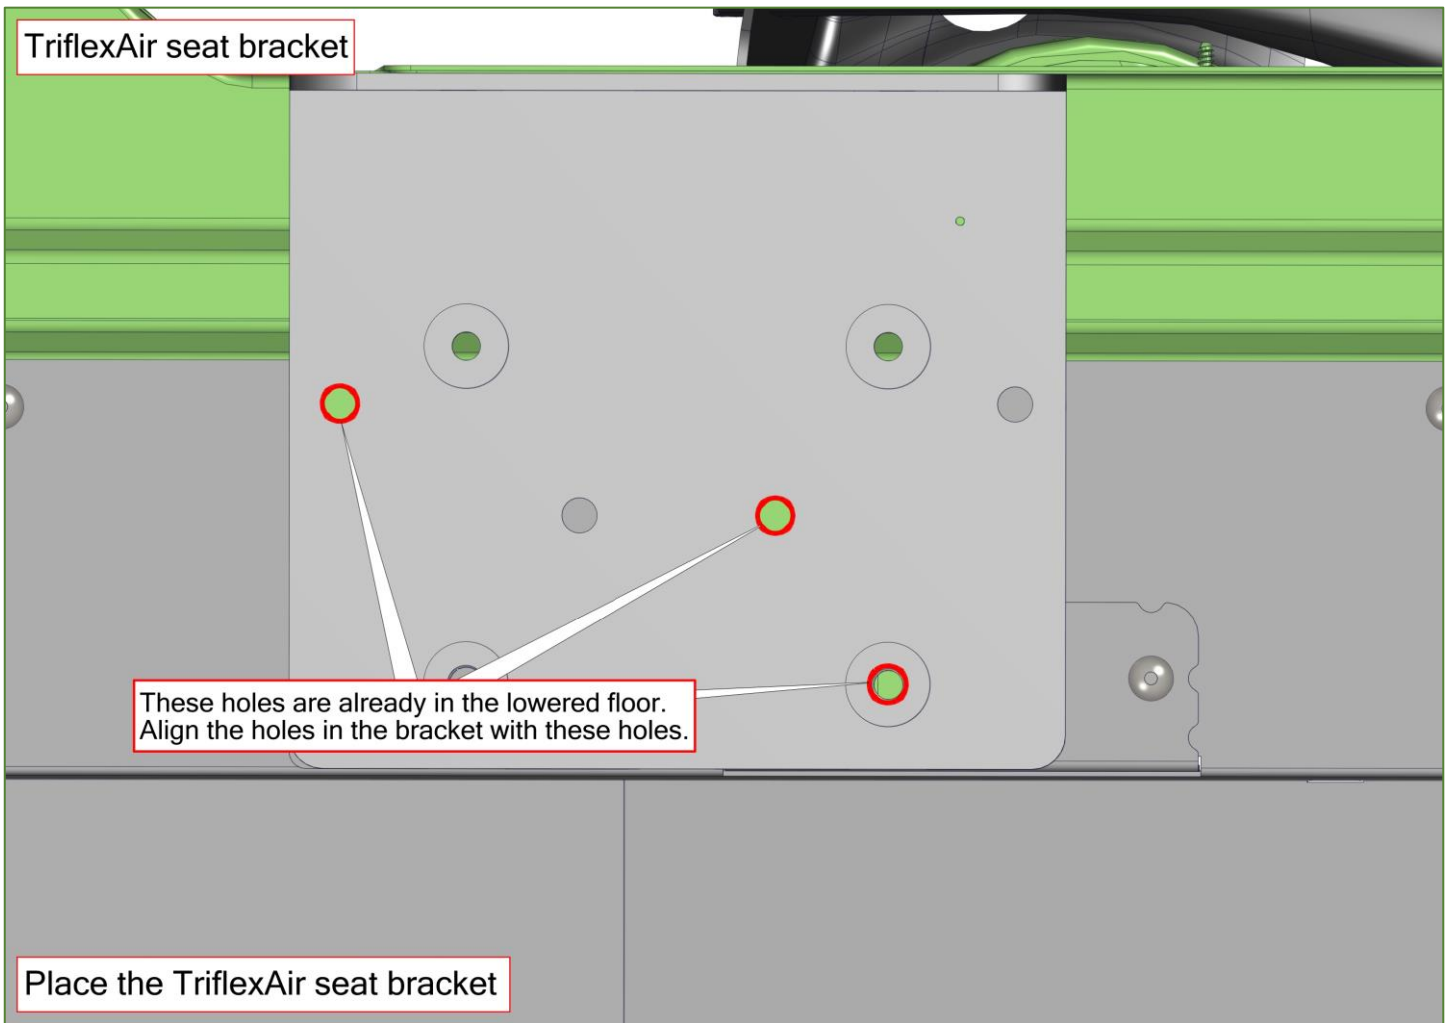 TriflexAir seat bracket
These holes are already in the lowered floor.
Align the holes in the bracket with these holes.
Place the TriflexAir seat bracket